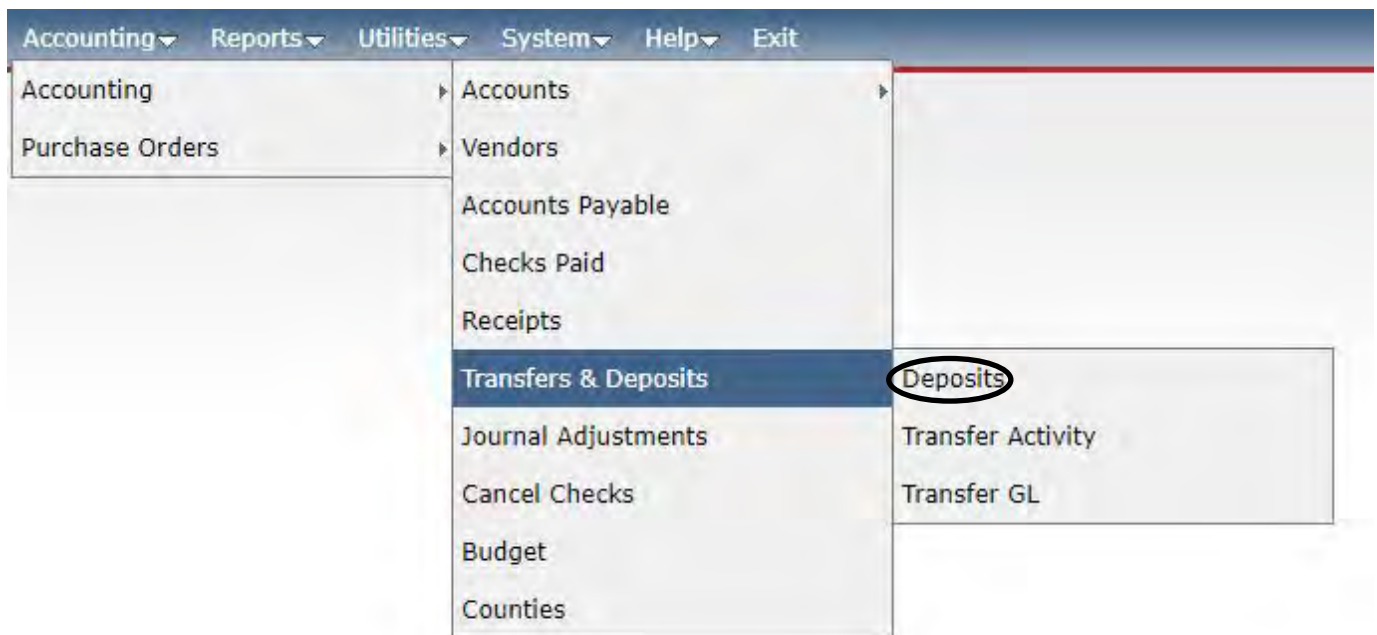 Accounting Reports Utilities System Help Exit
Accounting
Purchase Orders
Accounts
Vendors
Accounts Payable
Checks Paid
Receipts
Transfers & Deposits
Journal Adjustments
Cancel Checks
Budget
Counties
Deposits
Transfer Activity
Transfer GL